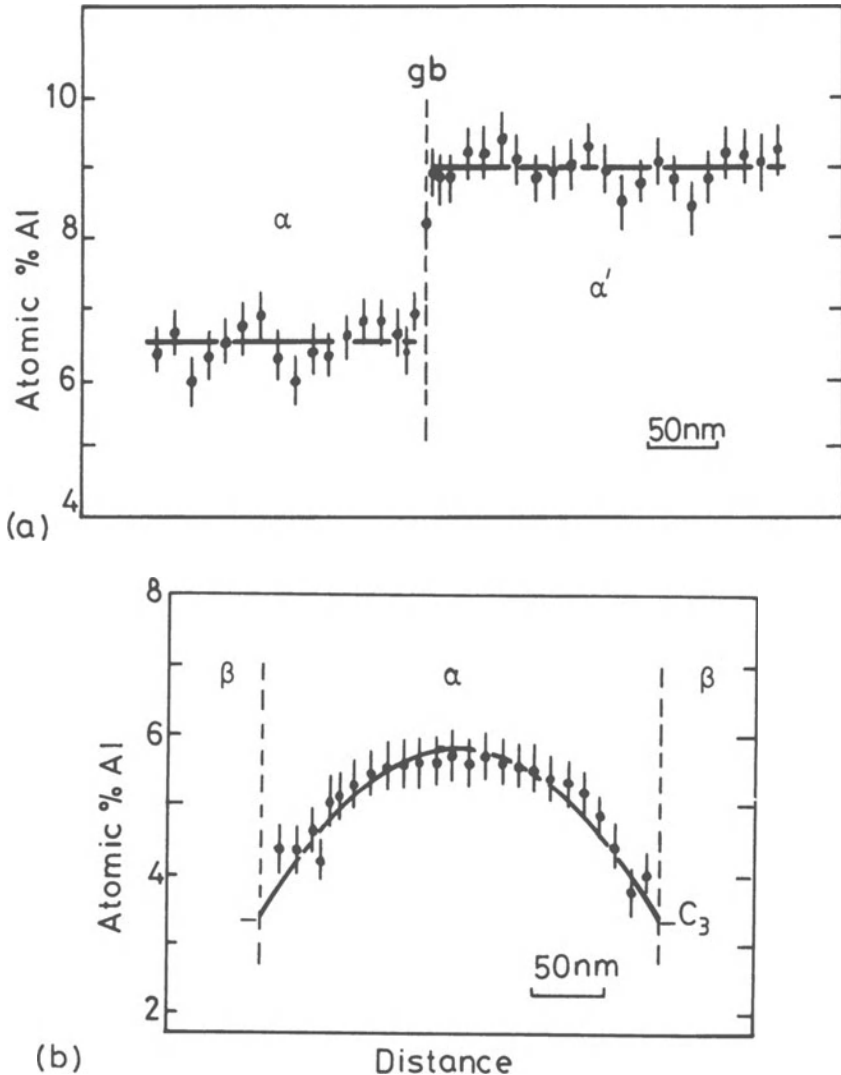 gb
10
8
6
4
Atomic % Al
α
α′
50nm
(a)
8
6
4
2
Atomic % Al
β
α
β
C3
50nm
(b)
Distance